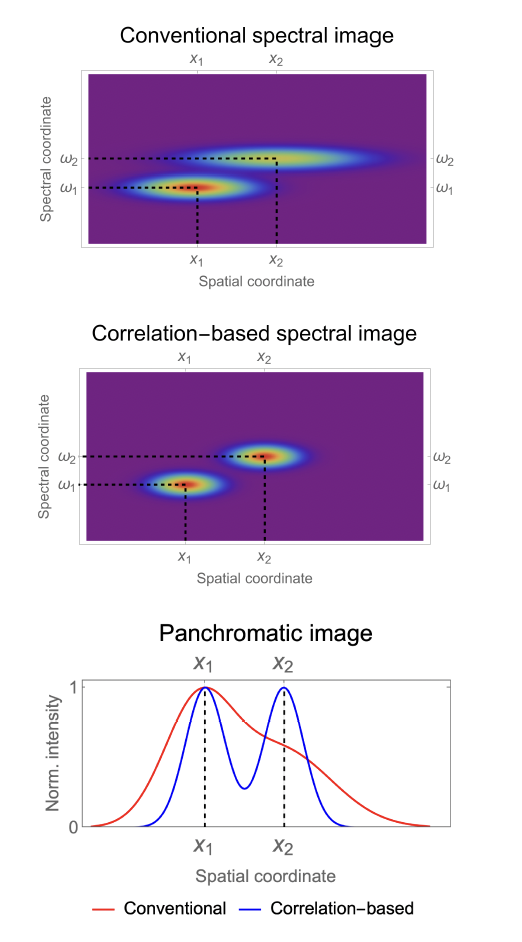 Conventional spectral image
x₁ x₂
Spectral coordinate
ω₂ ω₂
ω₁ ω₁
x₁ x₂
Spatial coordinate
Correlation−based spectral image
x₁ x₂
Spectral coordinate
ω₂ ω₂
ω₁ ω₁
x₁ x₂
Spatial coordinate
Panchromatic image
x₁ x₂
Norm. intensity
1
0
x₁ x₂
Spatial coordinate
Conventional Correlation−based